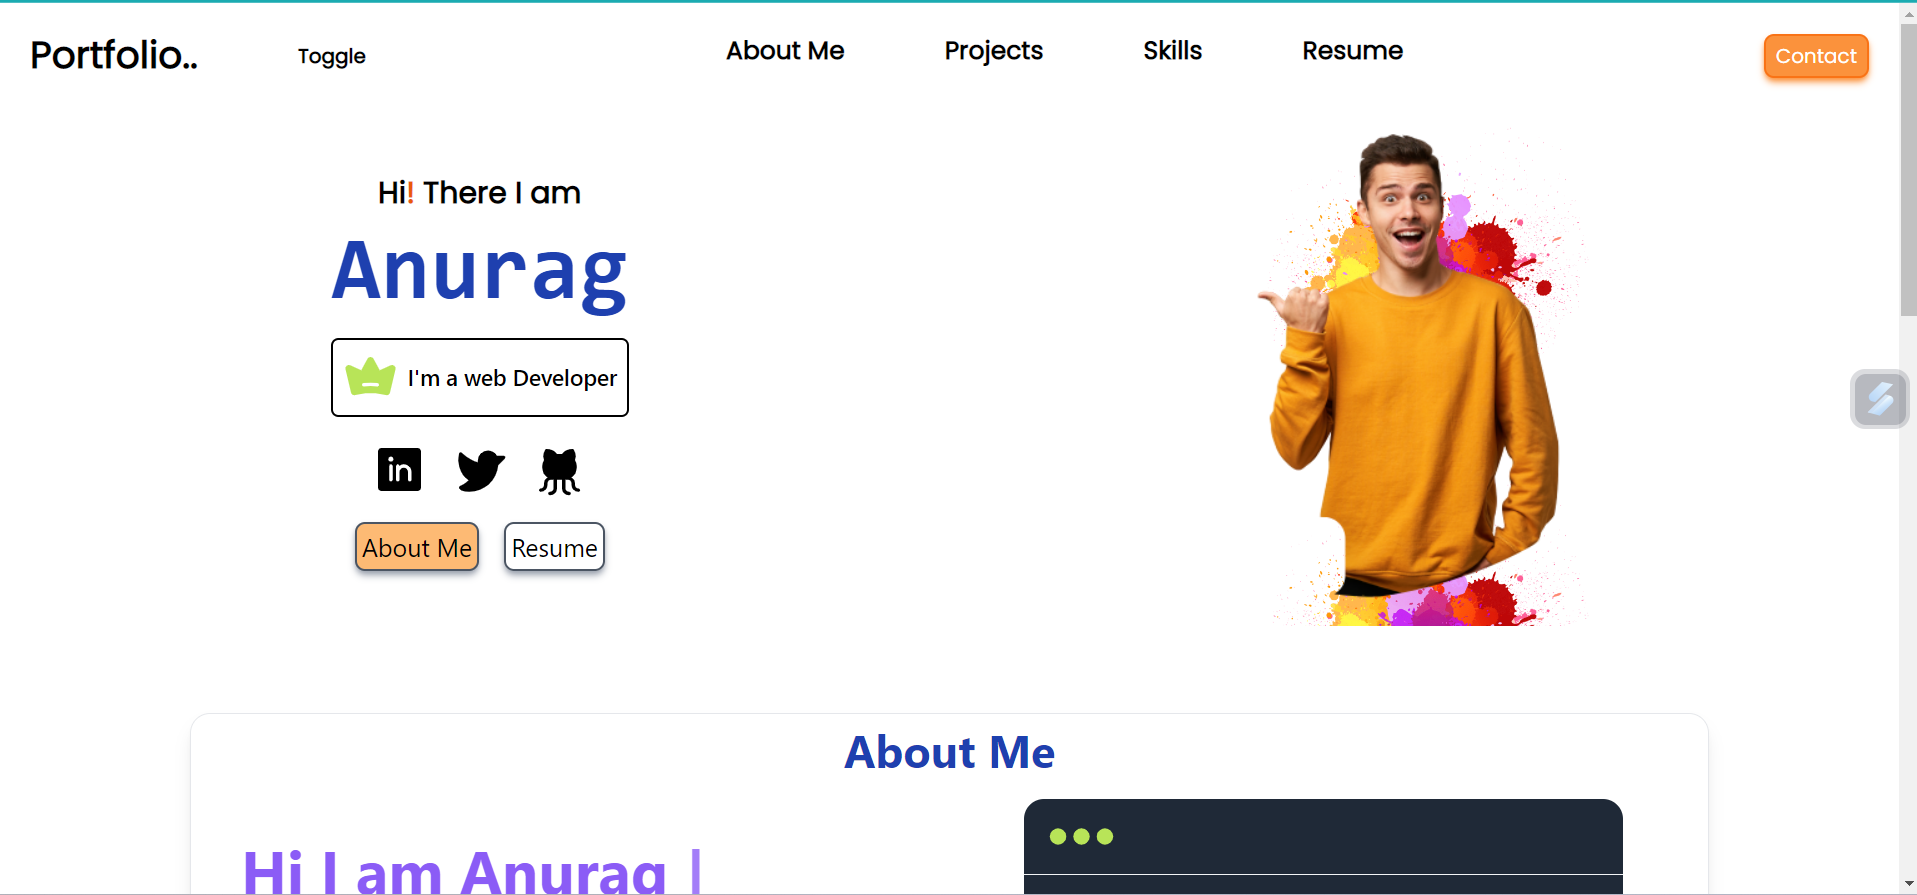 Portfolio..
Toggle
About Me
Projects
Skills
Resume
Contact
Hi! There I am
Anurag
I'm a web Developer
in
About Me
Resume
About Me
Hi I am Anurag |